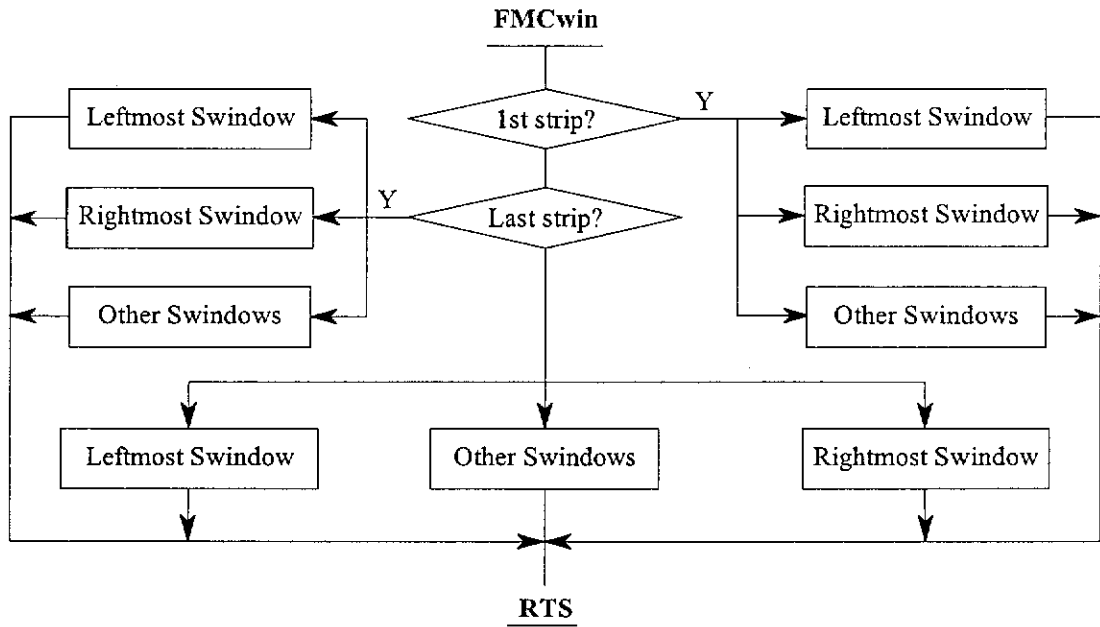 FMCwin
Leftmost Swindow
1st strip?
Y
Leftmost Swindow
Rightmost Swindow
Y
Last strip?
Rightmost Swindow
Other Swindows
Other Swindows
Leftmost Swindow
Other Swindows
Rightmost Swindow
RTS